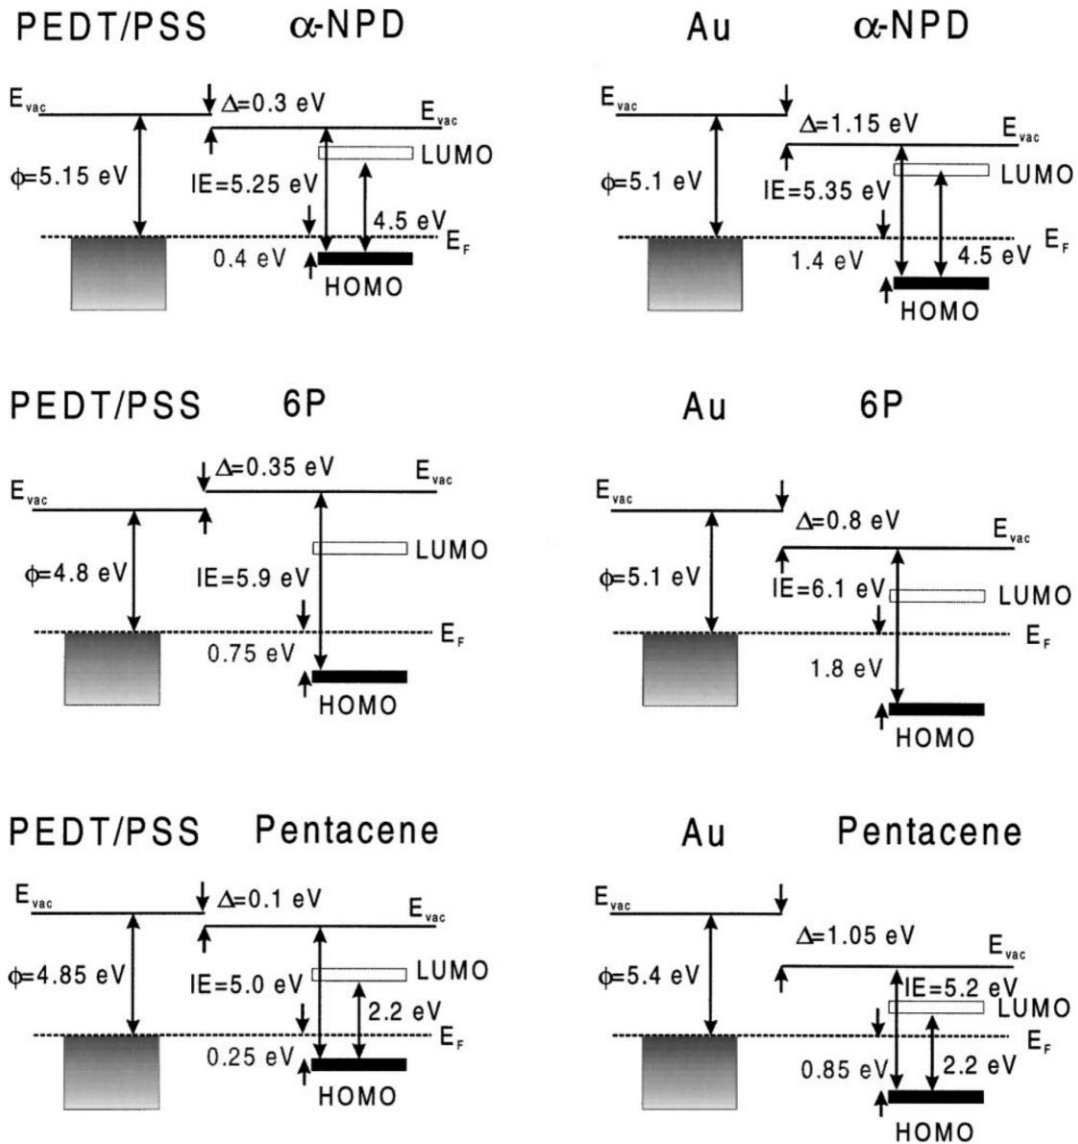 PEDT/PSS α-NPD
E_vac
Δ=0.3 eV
E_vac
LUMO
ϕ=5.15 eV
IE=5.25 eV
4.5 eV
E_F
0.4 eV
HOMO
Au α-NPD
E_vac
Δ=1.15 eV
E_vac
LUMO
ϕ=5.1 eV
IE=5.35 eV
E_F
1.4 eV
4.5 eV
HOMO
PEDT/PSS 6P
E_vac
Δ=0.35 eV
E_vac
LUMO
ϕ=4.8 eV
IE=5.9 eV
E_F
0.75 eV
HOMO
Au 6P
E_vac
Δ=0.8 eV
E_vac
ϕ=5.1 eV
IE=6.1 eV
LUMO
E_F
1.8 eV
HOMO
PEDT/PSS Pentacene
E_vac
Δ=0.1 eV
E_vac
LUMO
ϕ=4.85 eV
IE=5.0 eV
2.2 eV
E_F
0.25 eV
HOMO
Au Pentacene
E_vac
Δ=1.05 eV
E_vac
ϕ=5.4 eV
IE=5.2 eV
LUMO
E_F
0.85 eV
2.2 eV
HOMO